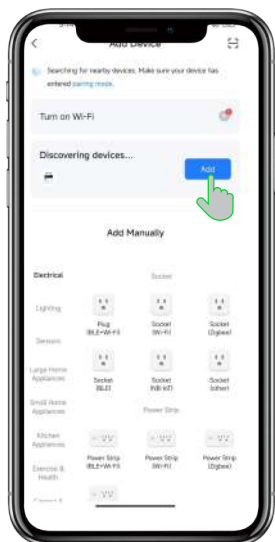 Add Device
Searching for nearby devices. Make sure your device has
entered pairing mode.
Turn on Wi-Fi
Discovering devices...
Add
Add Manually
Electrical
Socket
Lighting
Plug
(BLE+Wi-Fi)
Socket
(Wi-Fi)
Socket
(Zigbee)
Sensors
Large Home
Appliances
Socket
(BLE)
Socket
(NB-IoT)
Socket
(other)
Small Home
Appliances
Power Strip
Kitchen
Appliances
Power Strip
(BLE+Wi-Fi)
Power Strip
(Wi-Fi)
Power Strip
(Zigbee)
Exercise &
Health